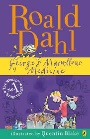 Roald
Dahl
George's Marvellous
Medicine
illustrated by Quentin Blake